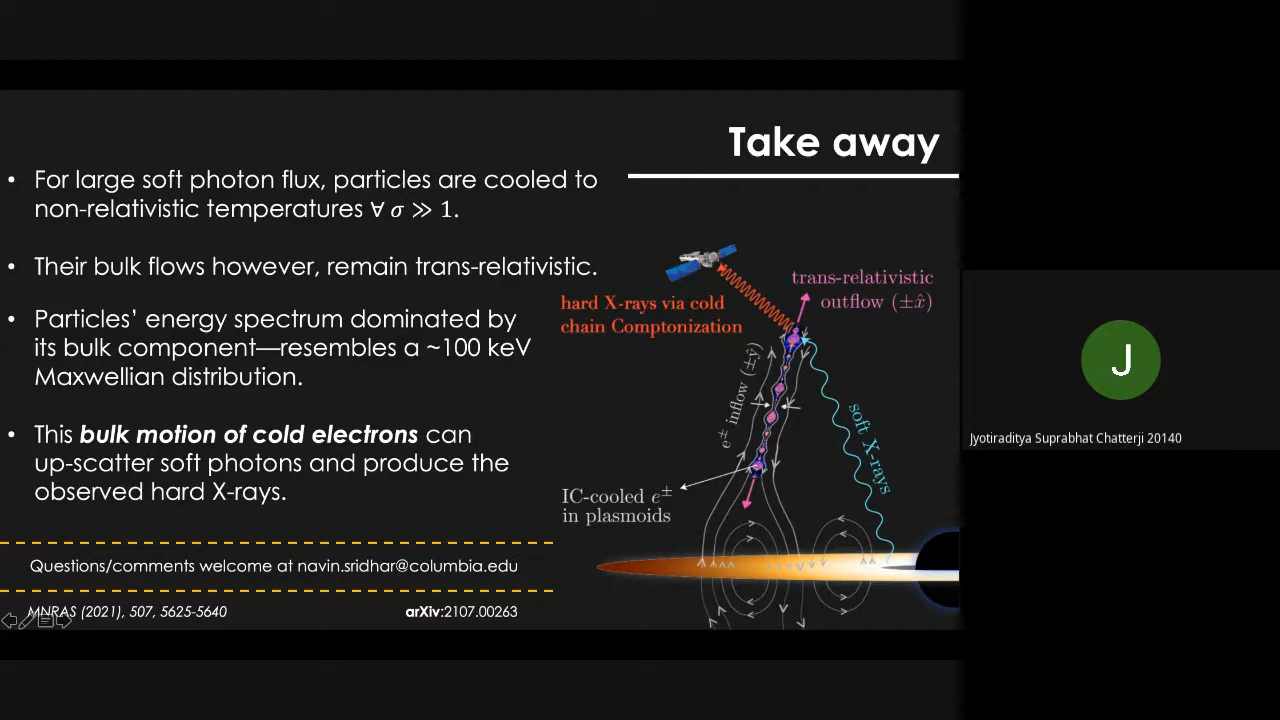 Take away
• For large soft photon flux, particles are cooled to
non-relativistic temperatures ∀ σ ≫ 1.
• Their bulk flows however, remain trans-relativistic.
• Particles’ energy spectrum dominated by
its bulk component—resembles a ~100 keV
Maxwellian distribution.
• This bulk motion of cold electrons can
up-scatter soft photons and produce the
observed hard X-rays.
Questions/comments welcome at navin.sridhar@columbia.edu
MNRAS (2021), 507, 5625-5640
arXiv:2107.00263
trans-relativistic
outflow (±x̂)
hard X-rays via cold
chain Comptonization
e± inflow (±ŷ)
soft X-rays
IC-cooled e±
in plasmoids
J
Jyotiraditya Suprabhat Chatterji 20140